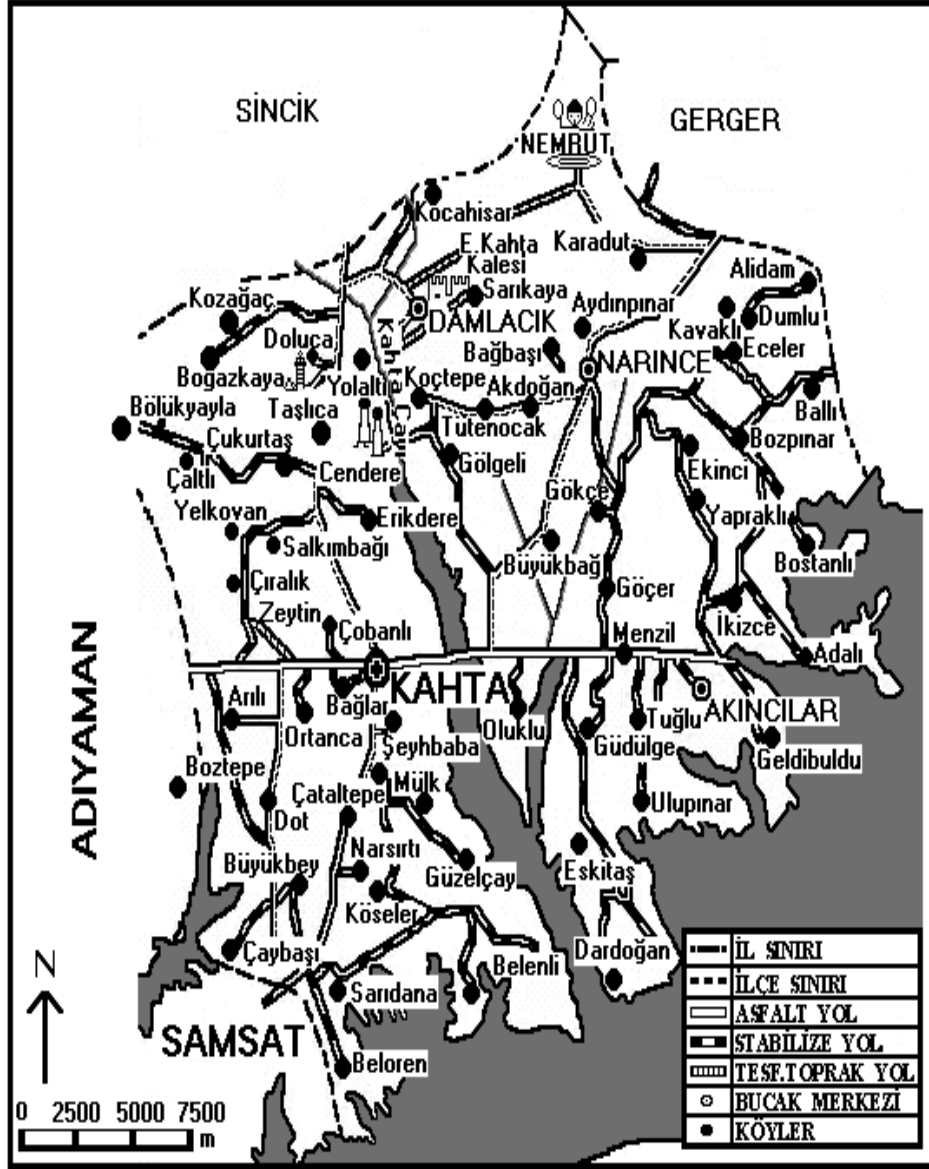 SİNCİK
GERGER
NEMRUT
Kocahisar
Karadut
E.Kahta
Kalesi
Alidam
Sarıkaya
Kozağaç
Aydınpınar
DAMLACIK
Dumlu
Kavaklı
Doluca
Bağbaşı
Eceler
NARINCE
Boğazkaya
Yolaltı
Kahta Çayı
Koçtepe
Akdoğan
Ballı
Bölükyayla
Taşlıca
Tütenocak
Çukurtaş
Bozpınar
Gölgeli
Ekinci
Çaltlı
Cendere
Gökçe
Yapraklı
Yelkovan
Erikdere
Salkımbağı
Büyükbağ
Bostanlı
Çıralık
Göçer
Zeytin
Çobanlı
İkizce
Menzil
Adalı
ADIYAMAN
KAHTA
Arılı
Bağlar
AKINCILAR
Ortanca
Şeyhbaba
Oluklu
Tuğlu
Güdülge
Geldibuldu
Boztepe
Mülk
Çataltepe
Ulupınar
Dot
Narsırtı
Büyükbey
Güzelçay
Eskitaş
Köseler
Çaybaşı
Dardoğan
Belenli
Sarıdana
SAMSAT
Beloren
N
0 2500 5000 7500
m
İL SINIRI
İLÇE SINIRI
ASFALT YOL
STABİLİZE YOL
TESF.TOPRAK YOL
BUCAK MERKEZİ
KÖYLER